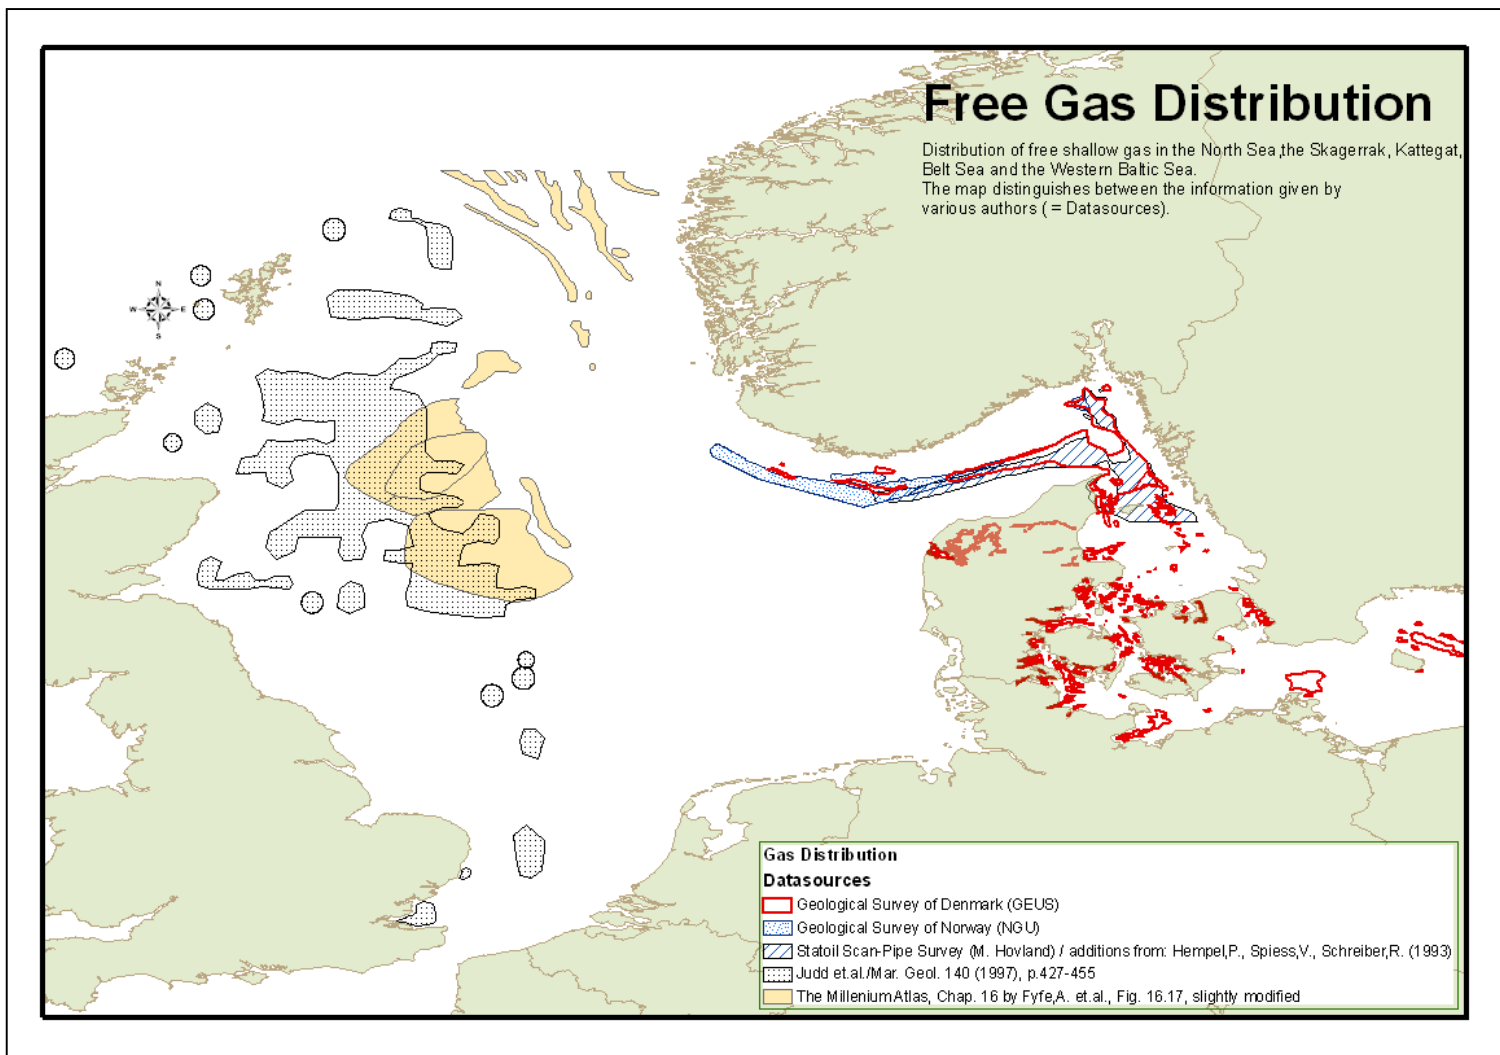 Free Gas Distribution
Distribution of free shallow gas in the North Sea,the Skagerrak, Kattegat,
Belt Sea and the Western Baltic Sea.
The map distinguishes between the information given by
various authors ( = Datasources).
N
W E
S
Gas Distribution
Datasources
Geological Survey of Denmark (GEUS)
Geological Survey of Norway (NGU)
Statoil Scan-Pipe Survey (M. Hovland) / additions from: Hempel,P., Spiess,V., Schreiber,R. (1993)
Judd et.al./Mar. Geol. 140 (1997), p.427-455
The MilleniumAtlas, Chap. 16 by Fyfe,A. et.al., Fig. 16.17, slightly modified